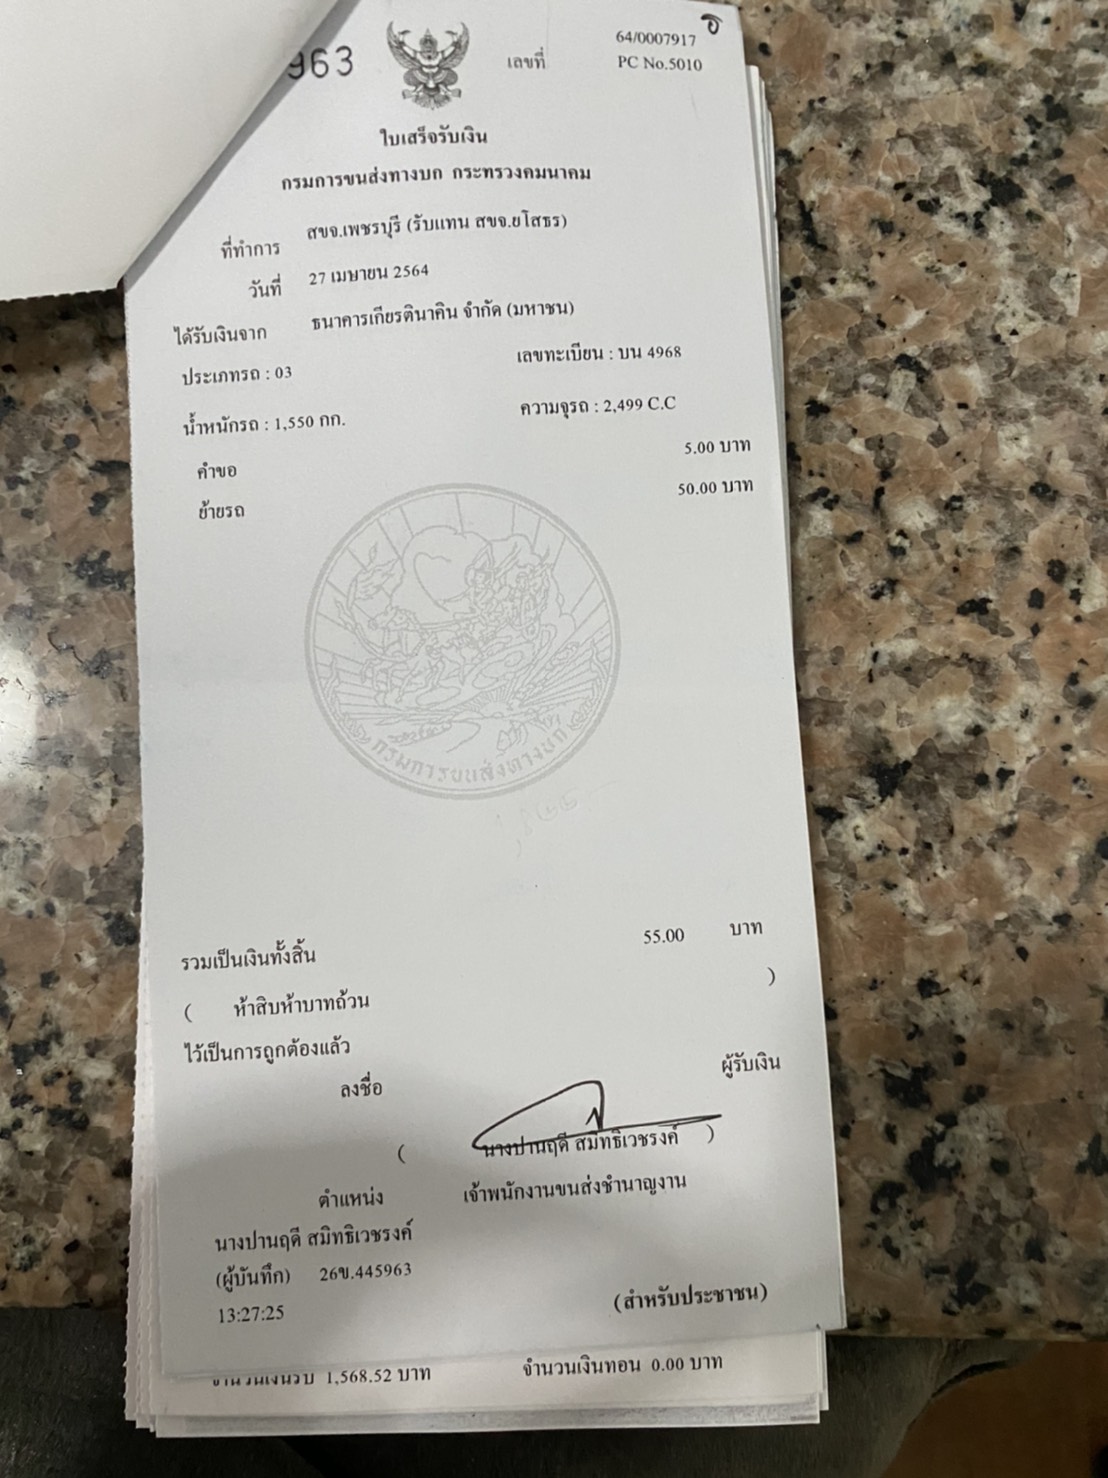 963
เลขที่ 64/0007917
PC No.5010
ใบเสร็จรับเงิน
กรมการขนส่งทางบก กระทรวงคมนาคม
ที่ทำการ สขจ.เพชรบุรี (รับแทน สขจ.ยโสธร)
วันที่ 27 เมษายน 2564
ได้รับเงินจาก ธนาคารเกียรตินาคิน จำกัด (มหาชน)
ประเภทรถ : 03 เลขทะเบียน : บน 4968
น้ำหนักรถ : 1,550 กก. ความจุรถ : 2,499 C.C
คำขอ 5.00 บาท
ย้ายรถ 50.00 บาท
กรมการขนส่งทางบก
รวมเป็นเงินทั้งสิ้น 55.00 บาท
( ห้าสิบห้าบาทถ้วน )
ไว้เป็นการถูกต้องแล้ว
ลงชื่อ ผู้รับเงิน
( นางปานฤดี สมิทธิเวชรงค์ )
ตำแหน่ง เจ้าพนักงานขนส่งชำนาญงาน
นางปานฤดี สมิทธิเวชรงค์
(ผู้บันทึก) 26ข.445963
13:27:25 (สำหรับประชาชน)
1,568.52 บาท จำนวนเงินทอน 0.00 บาท